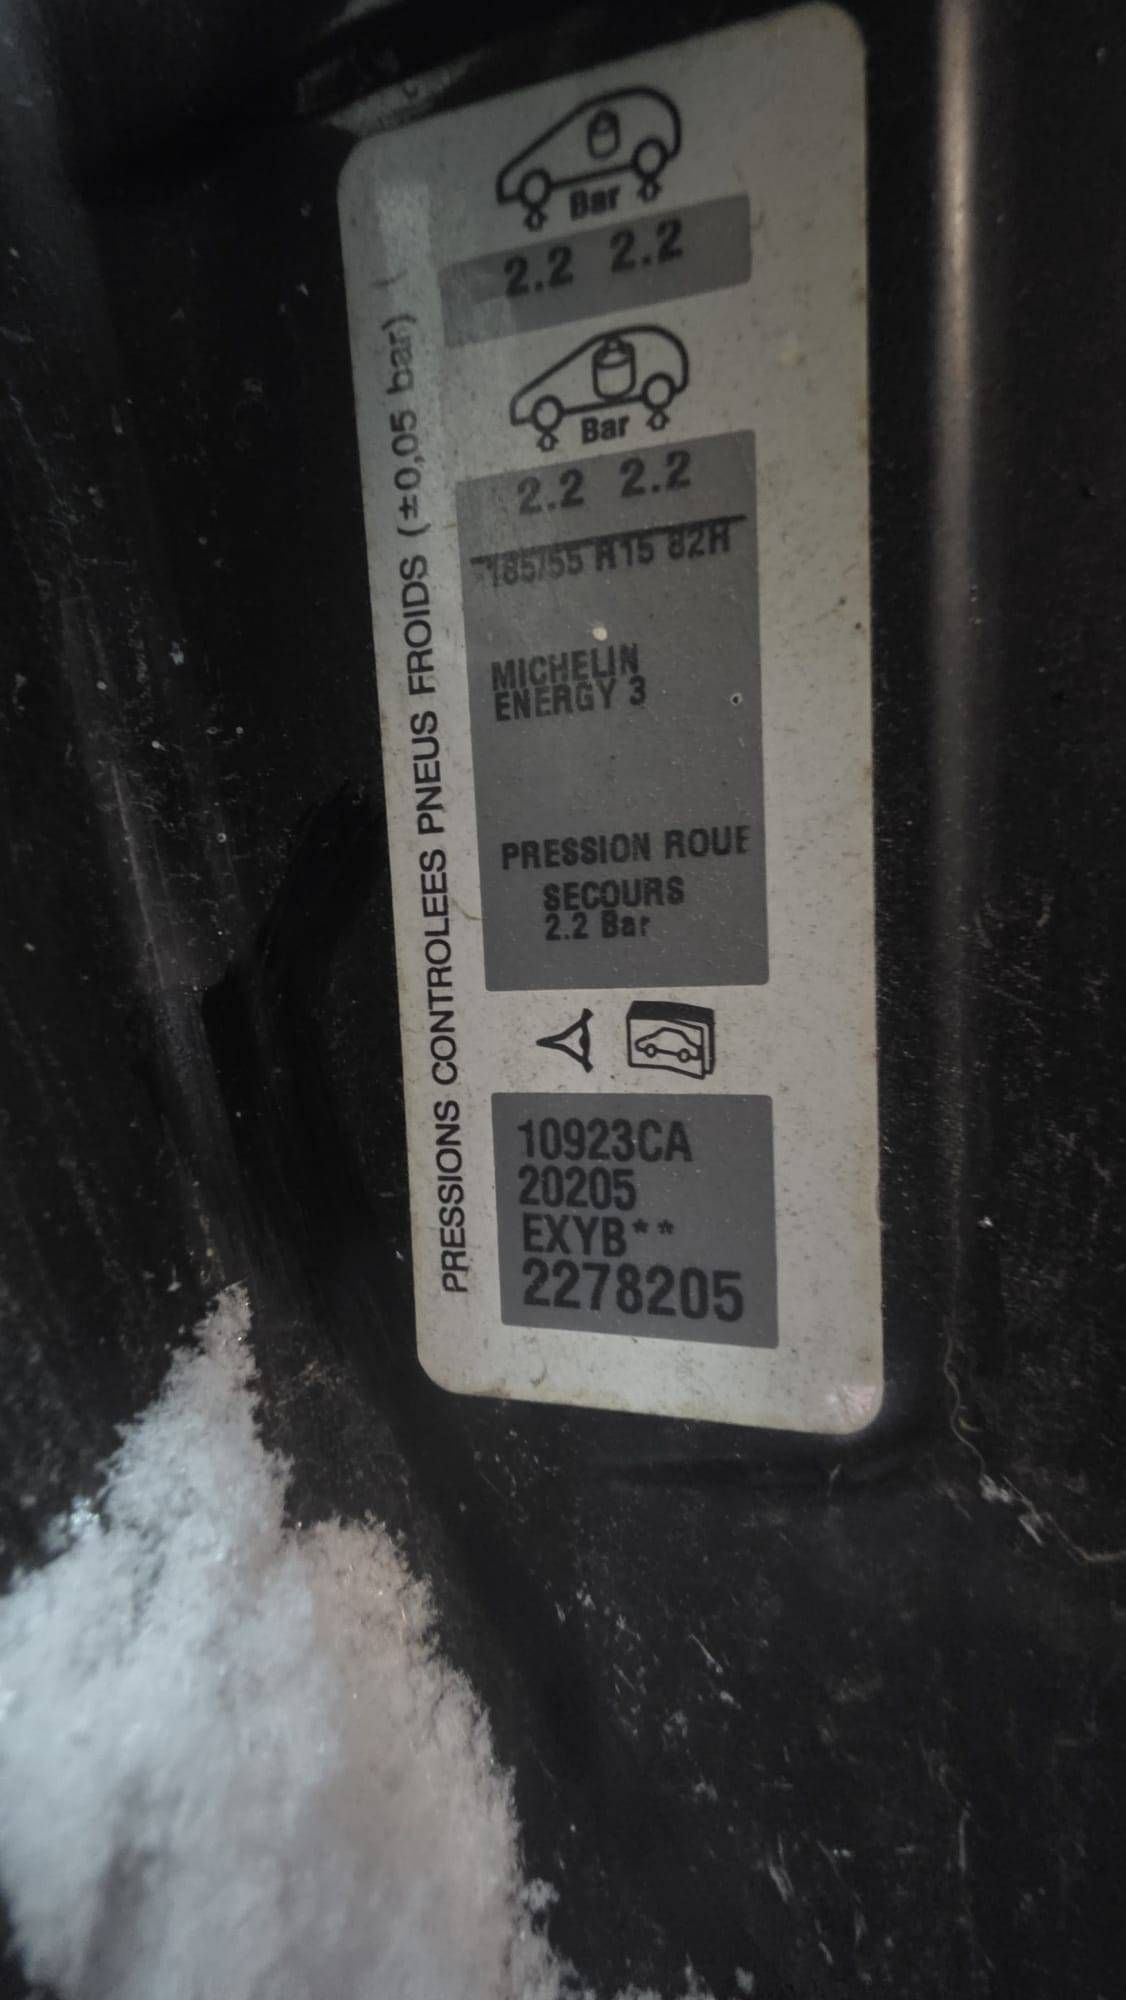 PRESSIONS CONTROLEES PNEUS FROIDS (±0,05 bar)
Bar
2.2 2.2
Bar
2.2 2.2
185/55 R15 82H
MICHELIN
ENERGY 3
PRESSION ROUE
SECOURS
2.2 Bar
10923CA
20205
EXYB**
2278205